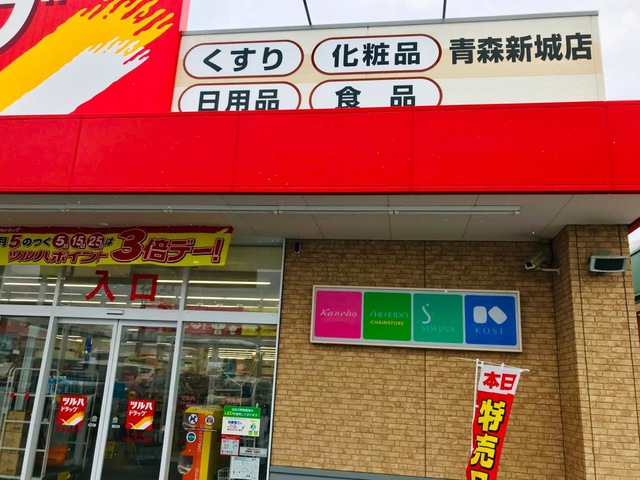 くすり
化粧品
青森新城店
日用品
食品
月5のつく5,15,25は
ツルハポイント3倍デー!
入口
Kanebo
SHISEIDO
CHAINSTORE
SOFINA
KOSÉ
ツルハ
ドラッグ
ツルハ
ドラッグ
本日
特売